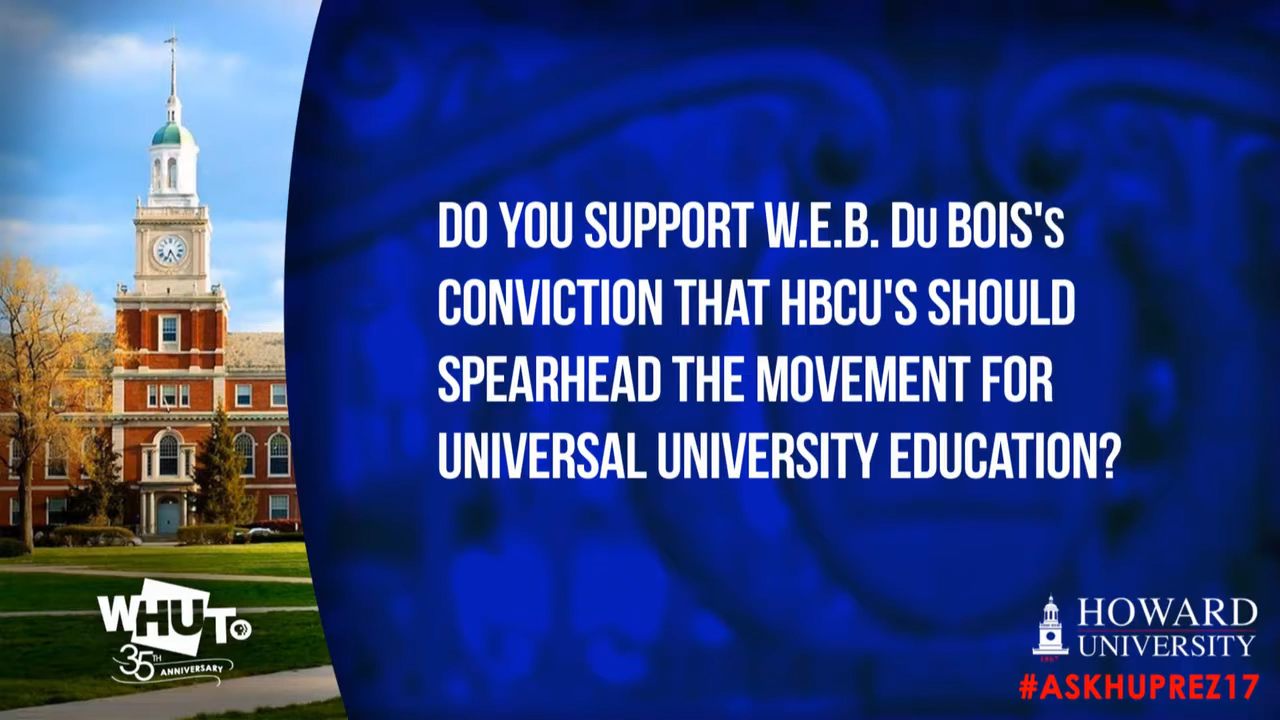 DO YOU SUPPORT W.E.B. Du BOIS's
CONVICTION THAT HBCU'S SHOULD
SPEARHEAD THE MOVEMENT FOR
UNIVERSAL UNIVERSITY EDUCATION?
WHUT
35TH ANNIVERSARY
HOWARD
UNIVERSITY
1867
#ASKHUPREZ17